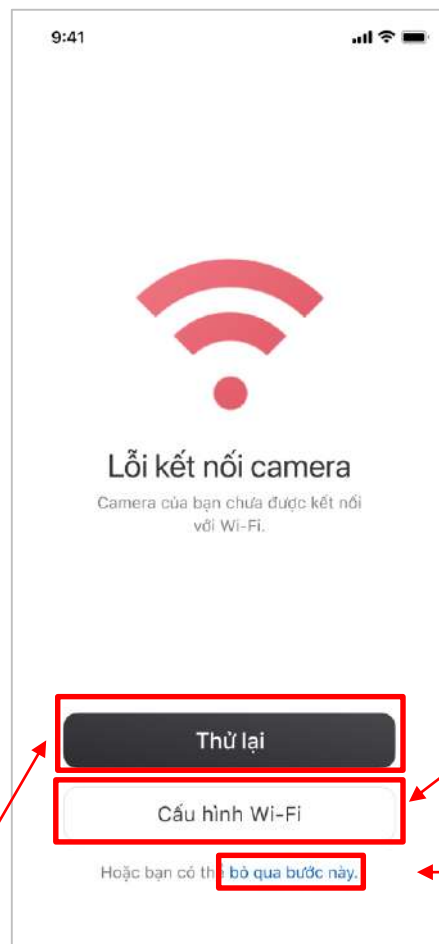 9:41
Lỗi kết nối camera
Camera của bạn chưa được kết nối
với Wi-Fi.
Thử lại
Cấu hình Wi-Fi
Hoặc bạn có thể bỏ qua bước này.